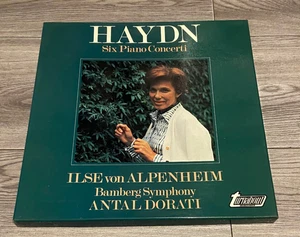 HAYDN
Six Piano Concerti
ILSE von ALPENHEIM
Bamberg Symphony
ANTAL DORATI
turnabout